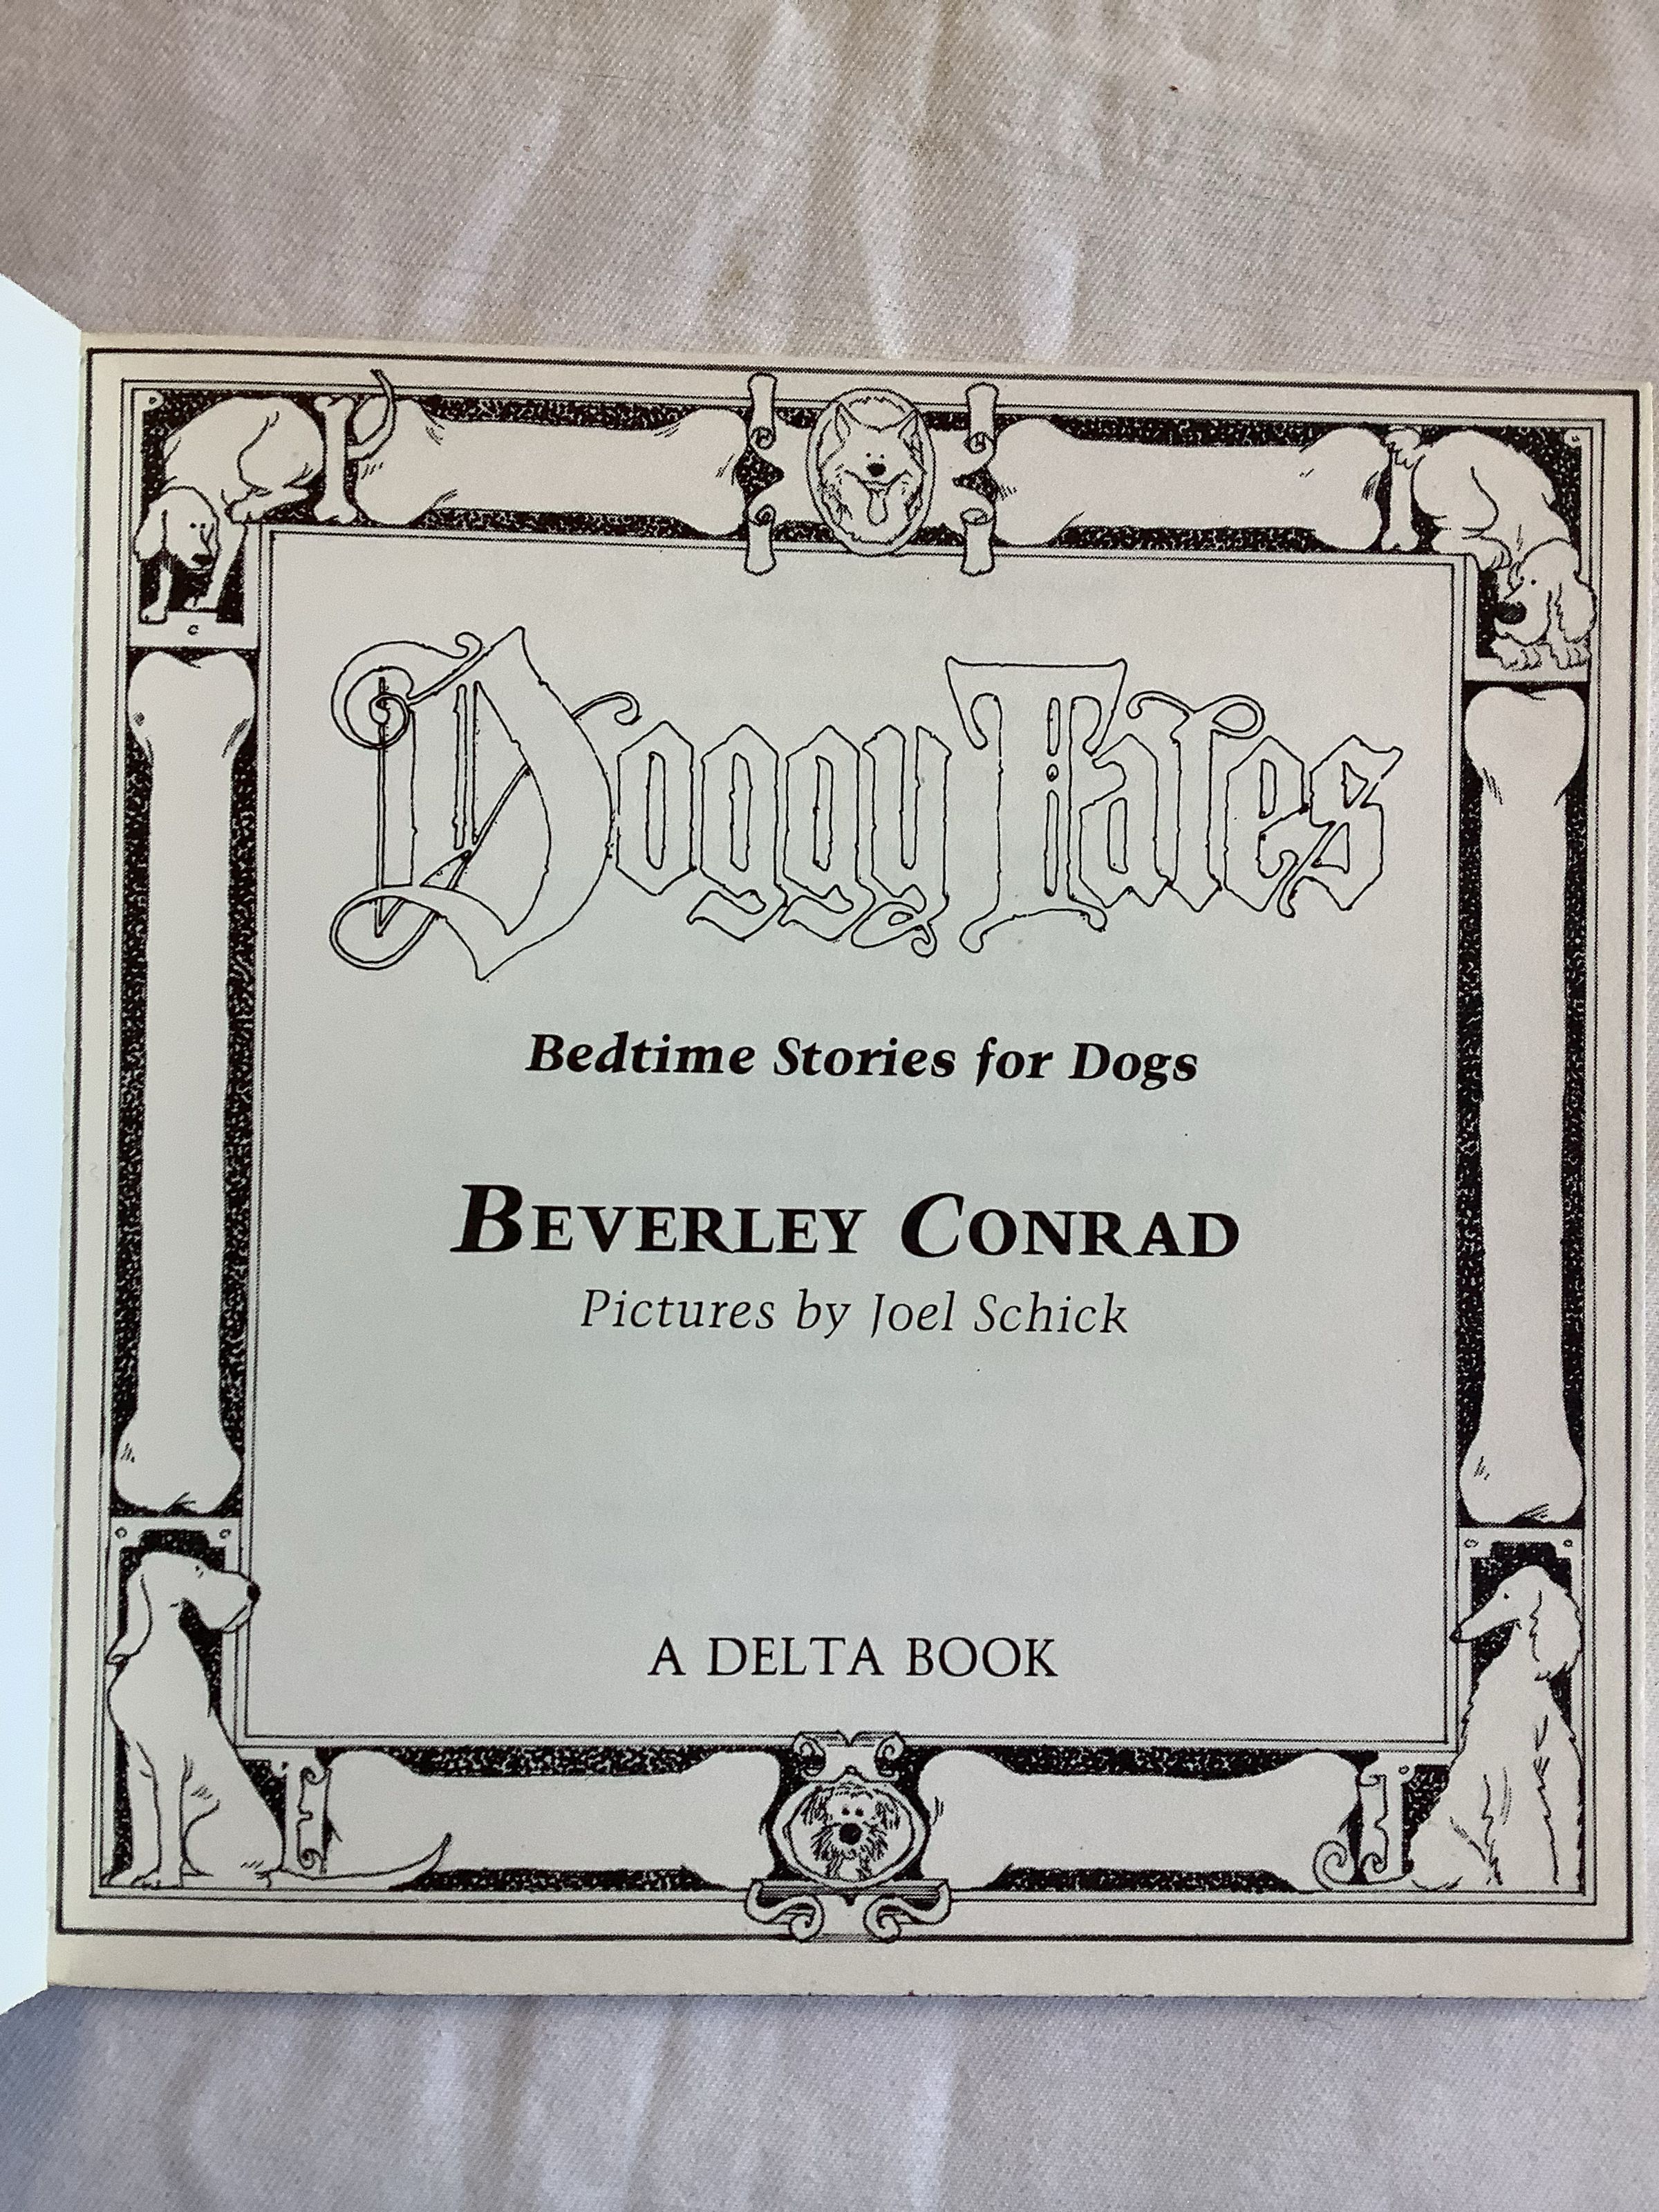 Doggy Tales
Bedtime Stories for Dogs
BEVERLEY CONRAD
Pictures by Joel Schick
A DELTA BOOK